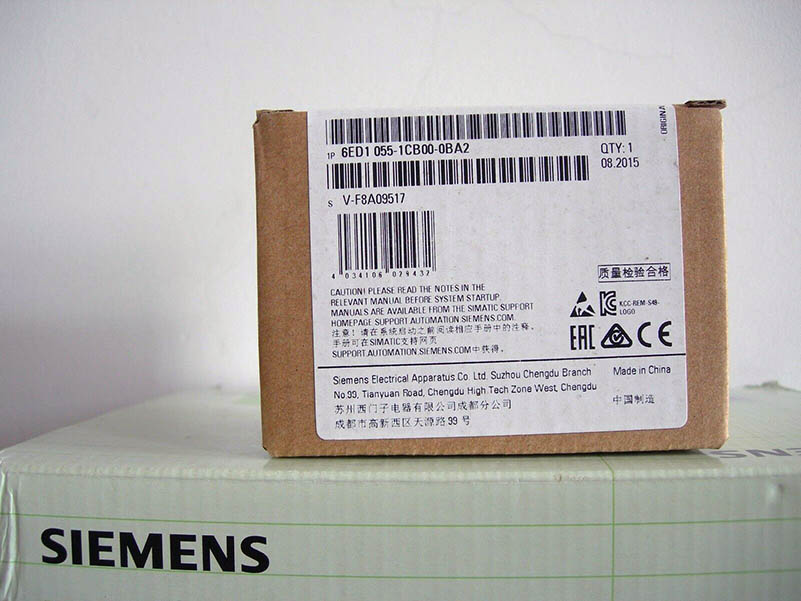 ORIGINA
1P 6ED1 055-1CB00-0BA2
QTY: 1
08.2015
S V-F8A09517
4 034106 029432
质量检验合格
CAUTION! PLEASE READ THE NOTES IN THE
RELEVANT MANUAL BEFORE SYSTEM STARTUP.
MANUALS ARE AVAILABLE FROM THE SIMATIC SUPPORT
HOMEPAGE SUPPORT.AUTOMATION.SIEMENS.COM.
注意！请在系统启动之前阅读相应手册中的注释。
手册可在SIMATIC支持网页
SUPPORT.AUTOMATION.SIEMENS.COM中获得。
KCC-REM-S49-
LOGO
EAC CE
Siemens Electrical Apparatus Co. Ltd. Suzhou Chengdu Branch
No.99, Tianyuan Road, Chengdu High Tech Zone West, Chengdu
苏州西门子电器有限公司成都分公司
成都市高新西区天源路99号
Made in China
中国制造
ENS
SIEMENS